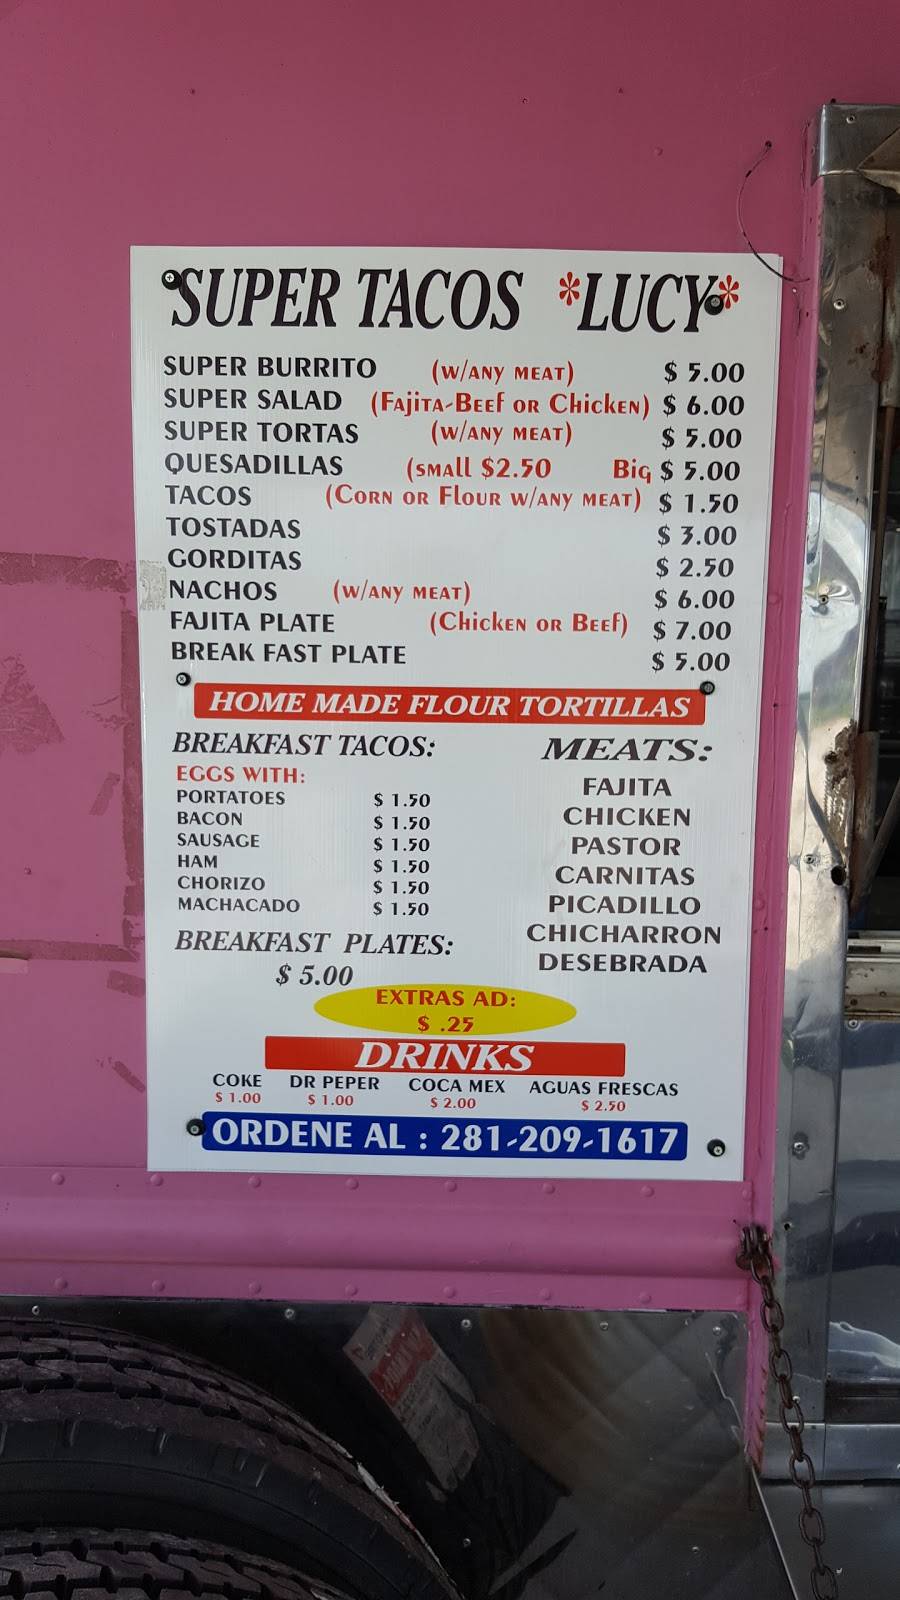 SUPER TACOS *LUCY*
SUPER BURRITO (W/ANY MEAT) $ 5.00
SUPER SALAD (FAJITA-BEEF OR CHICKEN) $ 6.00
SUPER TORTAS (W/ANY MEAT) $ 5.00
QUESADILLAS (SMALL $2.50 BIG $ 5.00
TACOS (CORN OR FLOUR W/ANY MEAT) $ 1.50
TOSTADAS $ 3.00
GORDITAS $ 2.50
NACHOS (W/ANY MEAT) $ 6.00
FAJITA PLATE (CHICKEN OR BEEF) $ 7.00
BREAK FAST PLATE $ 5.00
HOME MADE FLOUR TORTILLAS
BREAKFAST TACOS:
EGGS WITH:
PORTATOES $ 1.50
BACON $ 1.50
SAUSAGE $ 1.50
HAM $ 1.50
CHORIZO $ 1.50
MACHACADO $ 1.50
BREAKFAST PLATES:
$ 5.00
MEATS:
FAJITA
CHICKEN
PASTOR
CARNITAS
PICADILLO
CHICHARRON
DESEBRADA
EXTRAS AD:
$ .25
DRINKS
COKE DR PEPER COCA MEX AGUAS FRESCAS
$ 1.00 $ 1.00 $ 2.00 $ 2.50
ORDENE AL : 281-209-1617